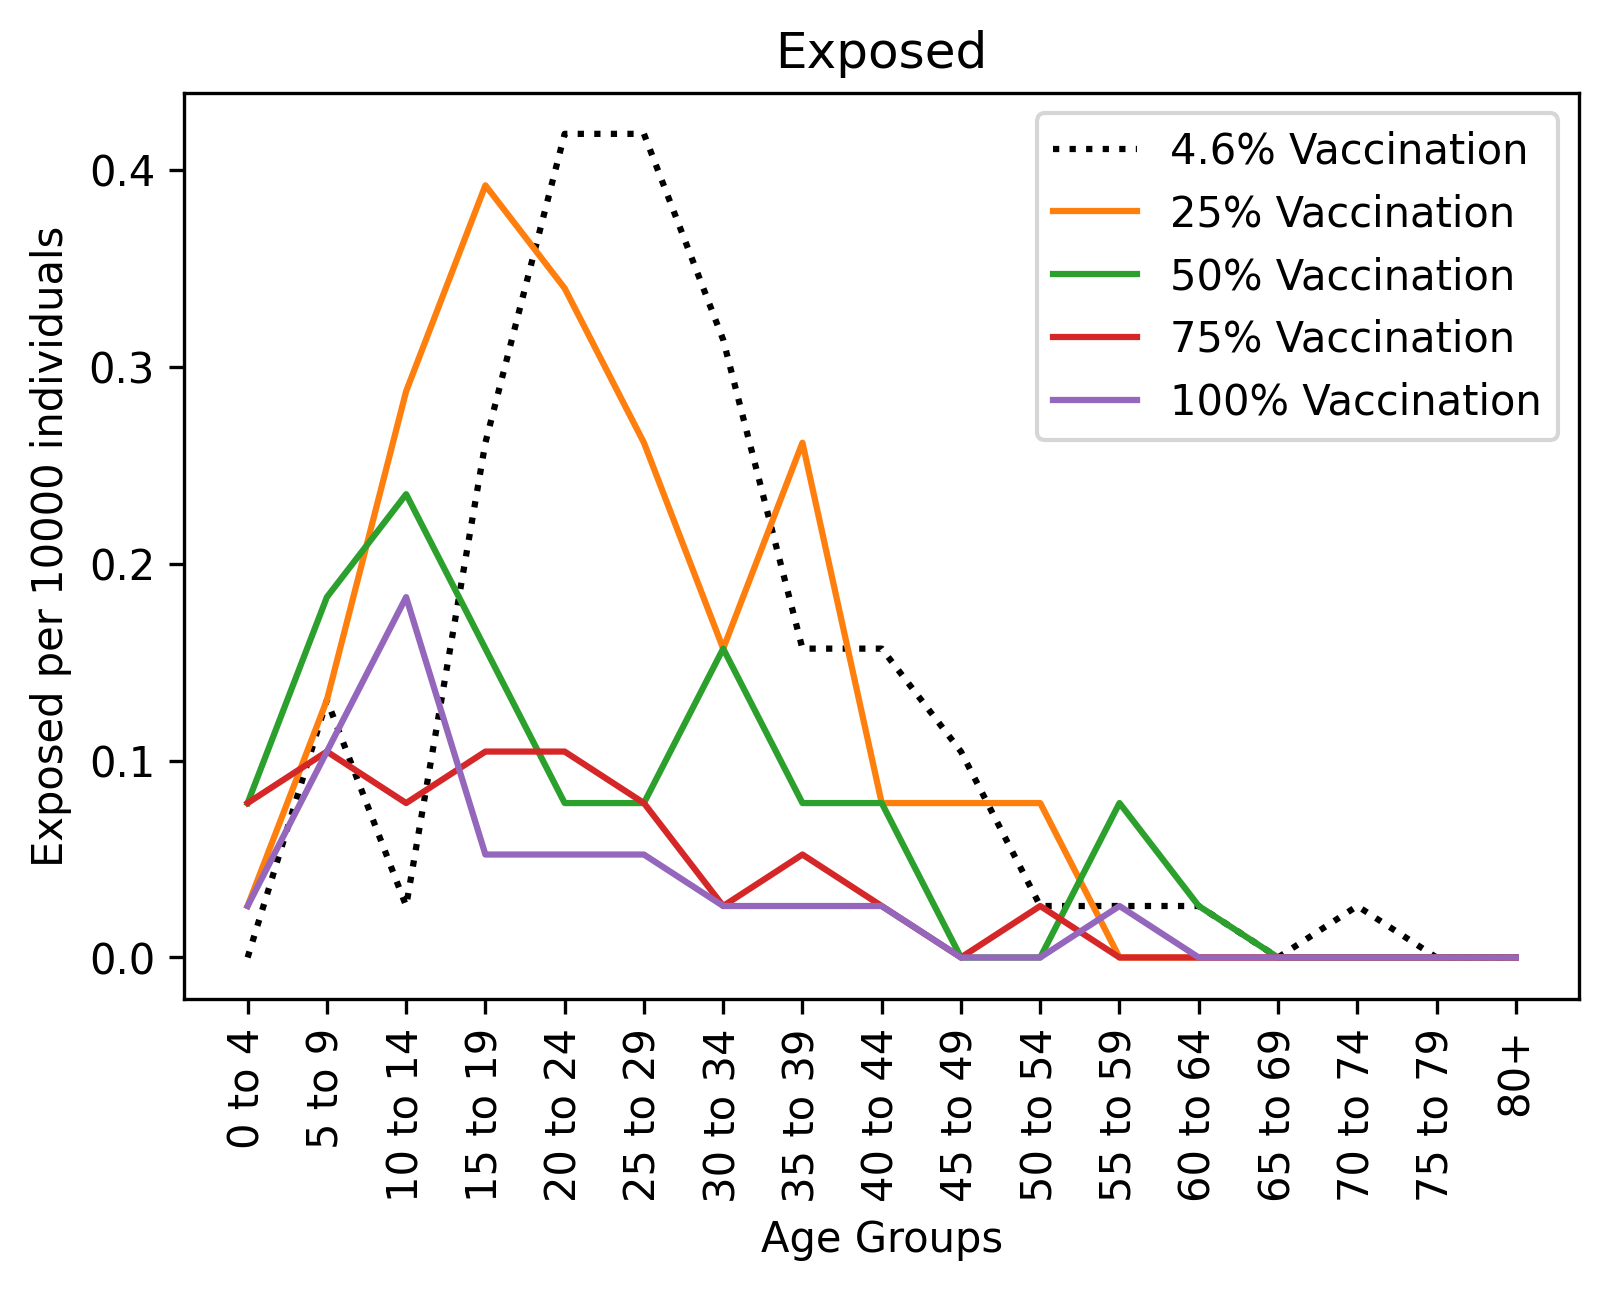 Exposed
Exposed per 10000 individuals
0.4
0.3
0.2
0.1
0.0
4.6% Vaccination
25% Vaccination
50% Vaccination
75% Vaccination
100% Vaccination
0 to 4
5 to 9
10 to 14
15 to 19
20 to 24
25 to 29
30 to 34
35 to 39
40 to 44
45 to 49
50 to 54
55 to 59
60 to 64
65 to 69
70 to 74
75 to 79
80+
Age Groups